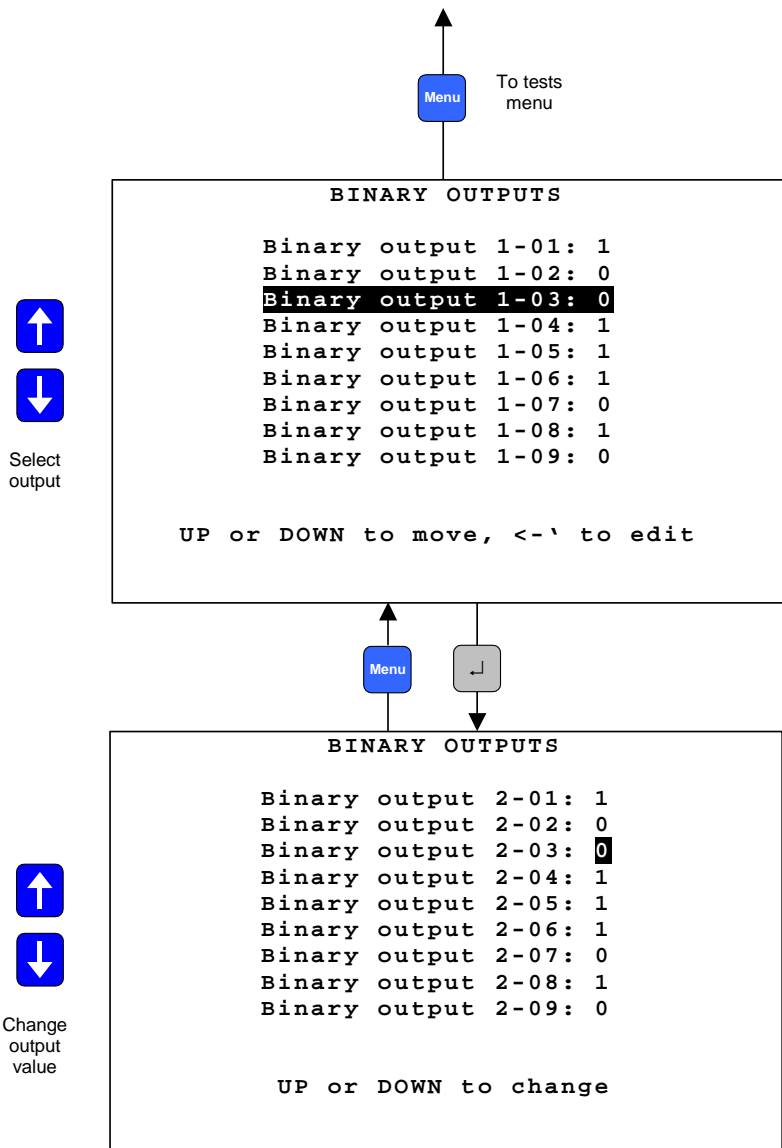 Menu
To tests
menu
BINARY OUTPUTS
Binary output 1-01: 1
Binary output 1-02: 0
Binary output 1-03: 0
Binary output 1-04: 1
Binary output 1-05: 1
Binary output 1-06: 1
Binary output 1-07: 0
Binary output 1-08: 1
Binary output 1-09: 0
Select
output
UP or DOWN to move, <-‘ to edit
Menu
↵
BINARY OUTPUTS
Binary output 2-01: 1
Binary output 2-02: 0
Binary output 2-03: 0
Binary output 2-04: 1
Binary output 2-05: 1
Binary output 2-06: 1
Binary output 2-07: 0
Binary output 2-08: 1
Binary output 2-09: 0
Change
output
value
UP or DOWN to change